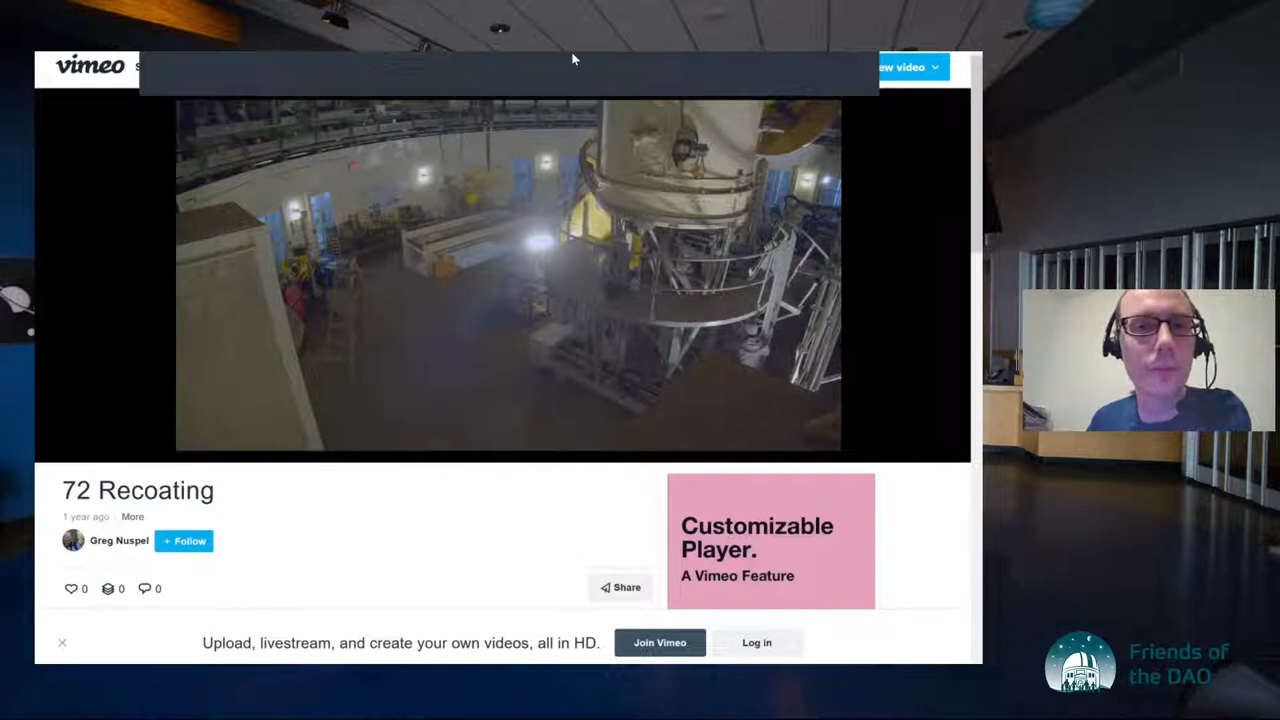 vimeo
ew video
72 Recoating
1 year ago More
Greg Nuspel + Follow
0 0 0
Share
Customizable
Player.
A Vimeo Feature
Upload, livestream, and create your own videos, all in HD. Join Vimeo Log in
Friends of
the DAO